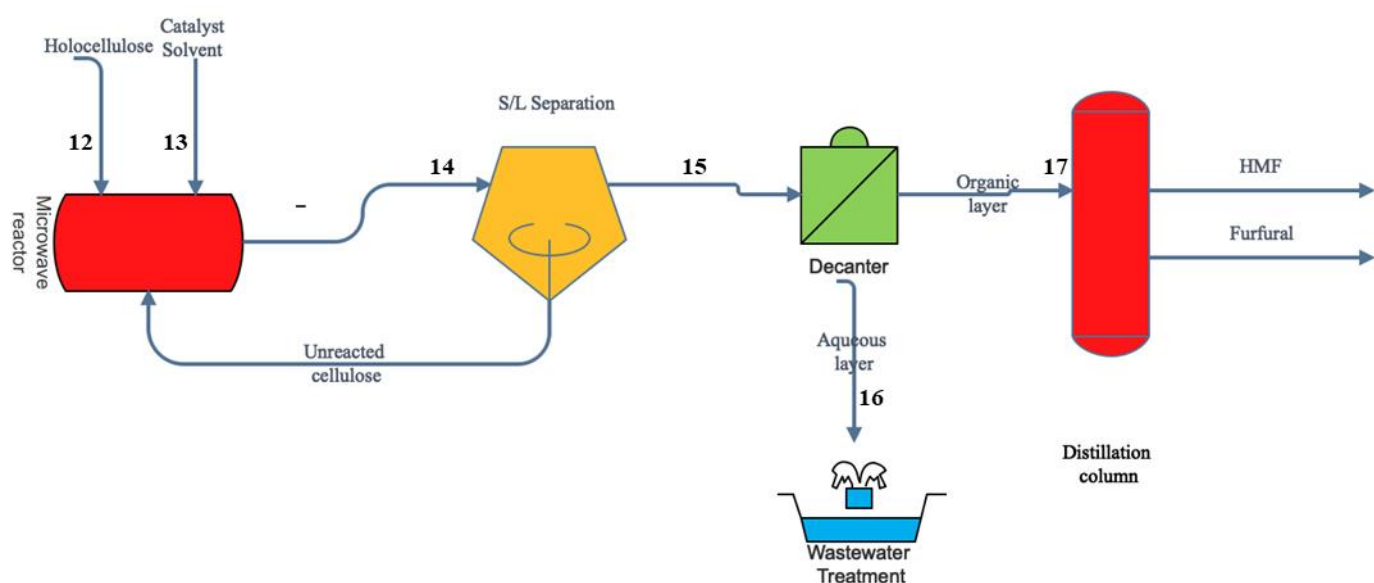 Holocellulose
Catalyst
Solvent
12
13
Microwave
reactor
–
14
S/L Separation
15
Unreacted
cellulose
Decanter
Organic
layer
17
HMF
Furfural
Aqueous
layer
16
Distillation
column
Wastewater
Treatment